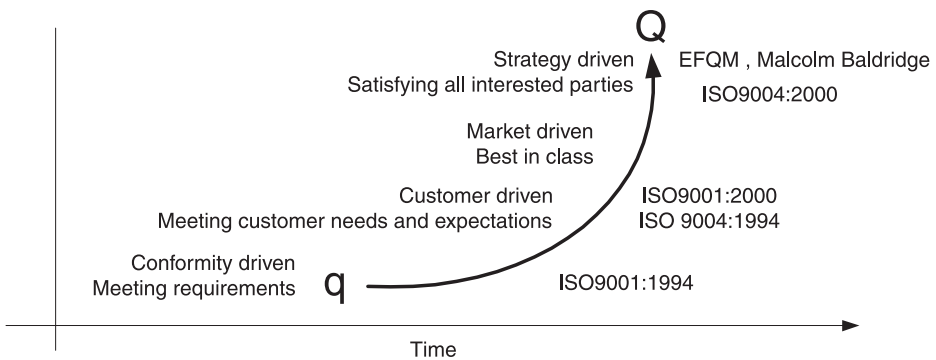 Q
Strategy driven
Satisfying all interested parties
EFQM , Malcolm Baldridge
ISO9004:2000
Market driven
Best in class
Customer driven
Meeting customer needs and expectations
ISO9001:2000
ISO 9004:1994
Conformity driven
Meeting requirements
q
ISO9001:1994
Time